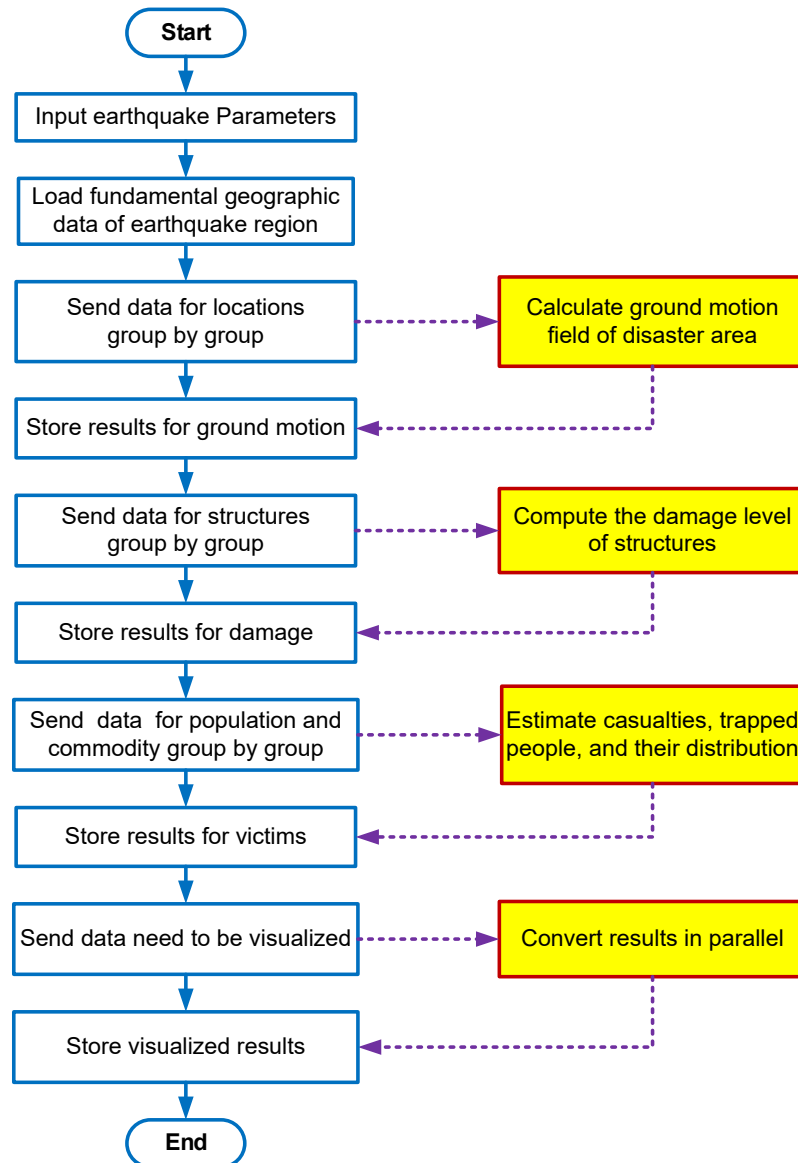 Start
Input earthquake Parameters
Load fundamental geographic
data of earthquake region
Send data for locations
group by group
Calculate ground motion
field of disaster area
Store results for ground motion
Send data for structures
group by group
Compute the damage level
of structures
Store results for damage
Send data for population and
commodity group by group
Estimate casualties, trapped
people, and their distribution
Store results for victims
Send data need to be visualized
Convert results in parallel
Store visualized results
End